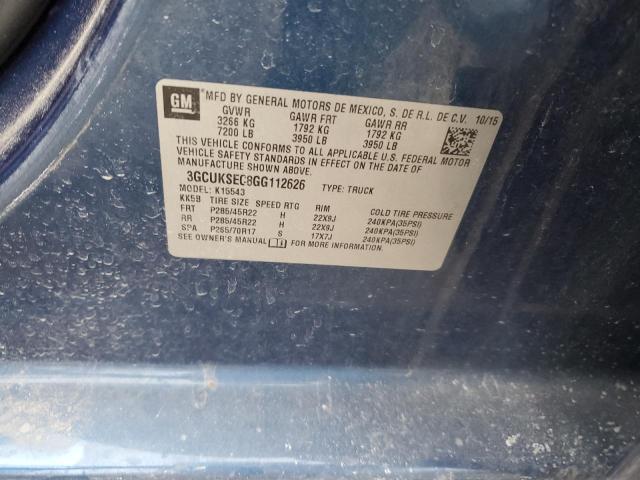 GM MFD BY GENERAL MOTORS DE MEXICO, S. DE R.L. DE C.V. 10/15
GVWR GAWR FRT GAWR RR
3266 KG 1792 KG 1792 KG
7200 LB 3950 LB 3950 LB
THIS VEHICLE CONFORMS TO ALL APPLICABLE U.S. FEDERAL MOTOR
VEHICLE SAFETY STANDARDS IN EFFECT ON THE DATE OF
MANUFACTURE SHOWN ABOVE.
3GCUKSEC8GG112626
MODEL: K15543 TYPE: TRUCK
KK5B TIRE SIZE SPEED RTG RIM COLD TIRE PRESSURE
FRT P285/45R22 H 22X9J 240KPA(35PSI)
RR P285/45R22 H 22X9J 240KPA(35PSI)
SPA P265/70R17 S 17X7J 240KPA(35PSI)
SEE OWNER'S MANUAL FOR MORE INFORMATION.